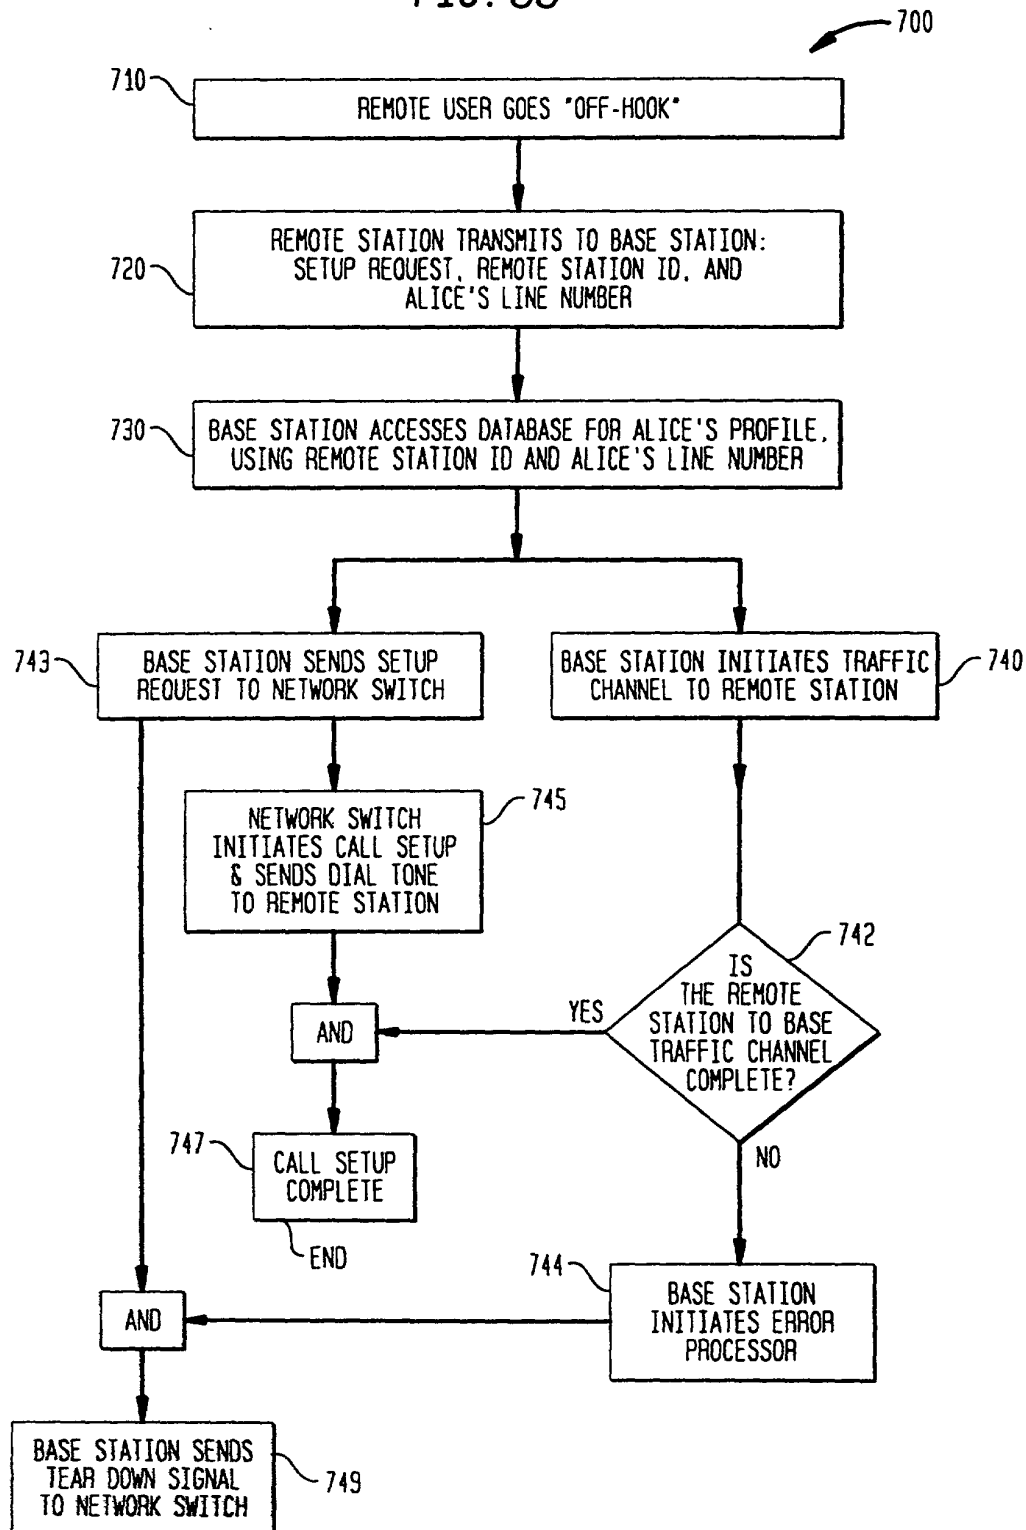 700
710
REMOTE USER GOES "OFF-HOOK"
720
REMOTE STATION TRANSMITS TO BASE STATION:
SETUP REQUEST, REMOTE STATION ID, AND
ALICE'S LINE NUMBER
730
BASE STATION ACCESSES DATABASE FOR ALICE'S PROFILE,
USING REMOTE STATION ID AND ALICE'S LINE NUMBER
743
BASE STATION SENDS SETUP
REQUEST TO NETWORK SWITCH
BASE STATION INITIATES TRAFFIC
CHANNEL TO REMOTE STATION
740
745
NETWORK SWITCH
INITIATES CALL SETUP
& SENDS DIAL TONE
TO REMOTE STATION
742
IS
THE REMOTE
STATION TO BASE
TRAFFIC CHANNEL
COMPLETE?
YES
AND
NO
747
CALL SETUP
COMPLETE
END
744
BASE STATION
INITIATES ERROR
PROCESSOR
AND
BASE STATION SENDS
TEAR DOWN SIGNAL
TO NETWORK SWITCH
749